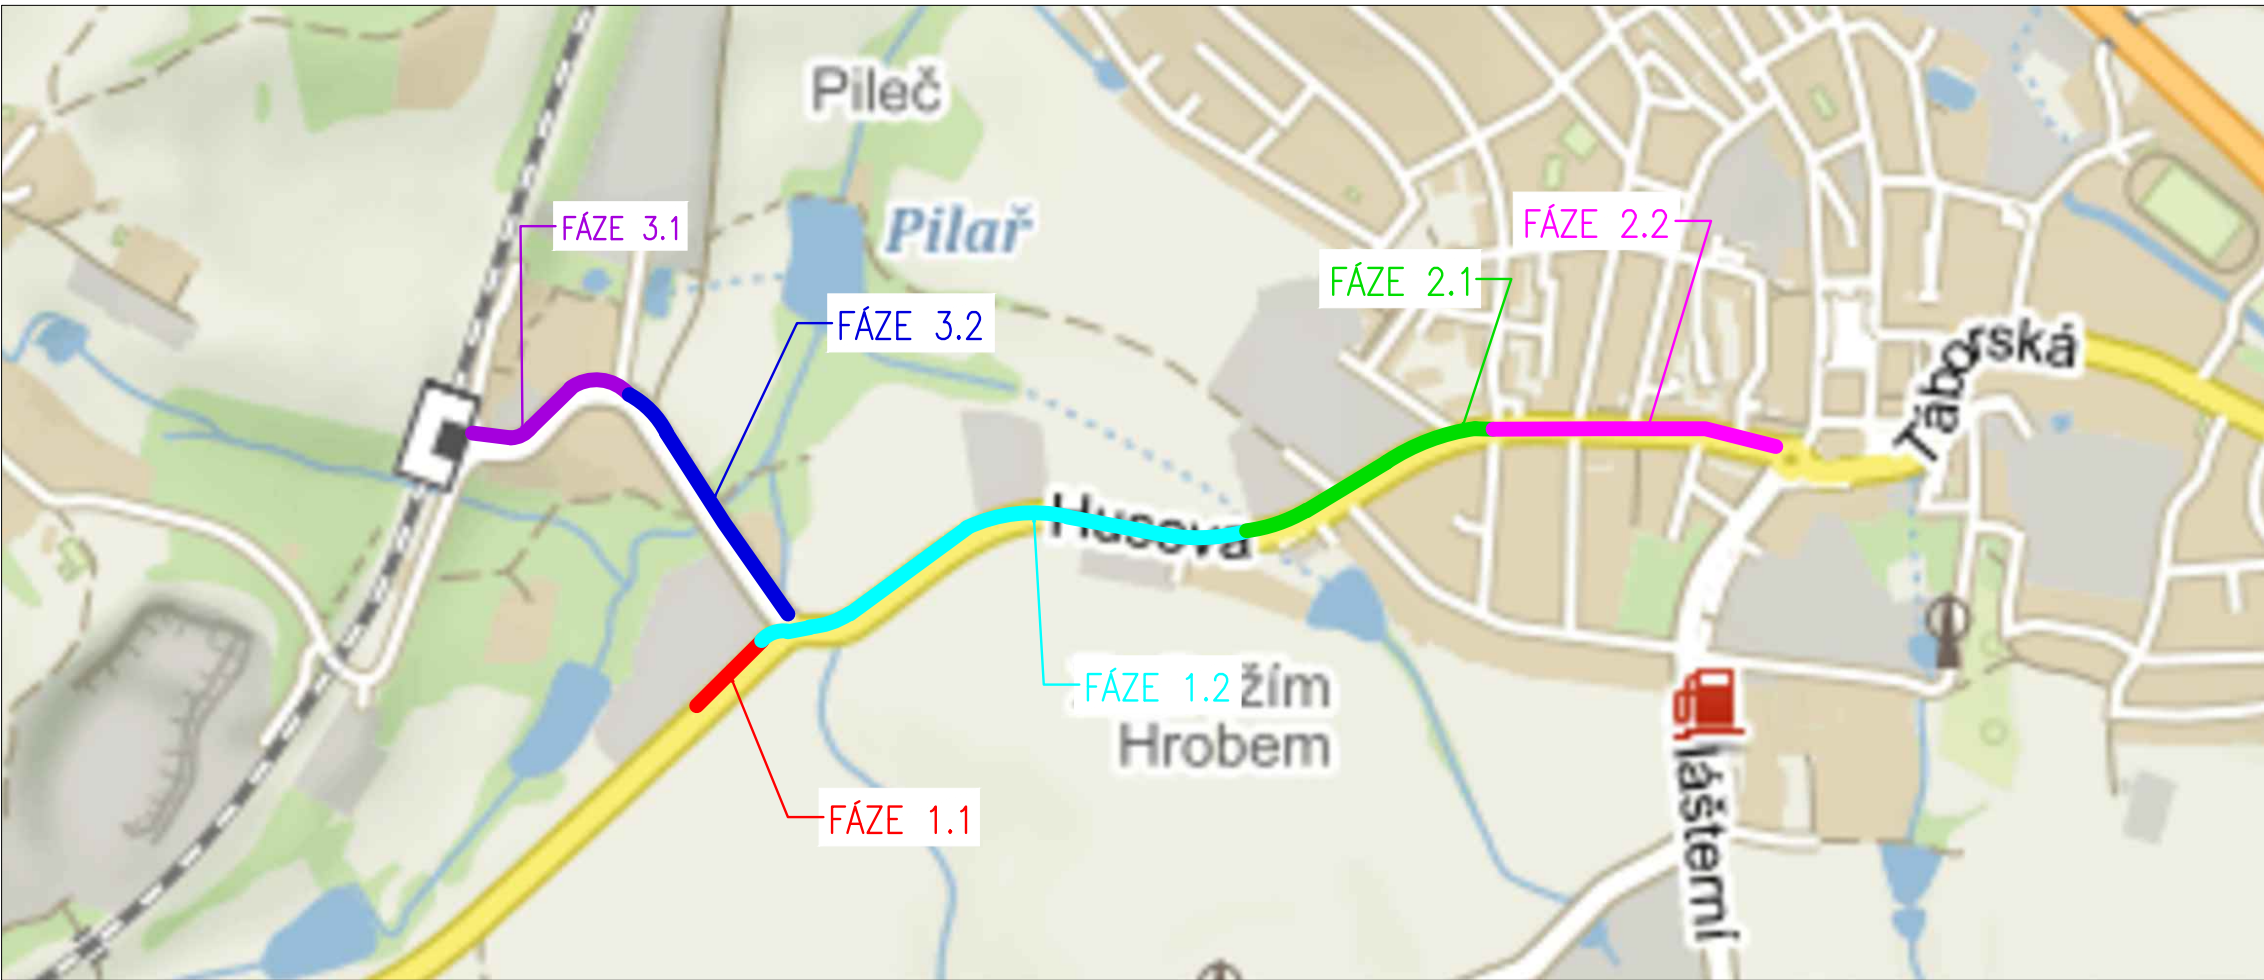 Pileč
Pilař
FÁZE 3.1
FÁZE 2.2
FÁZE 2.1
FÁZE 3.2
Táborská
Husova
FÁZE 1.2
žím
Hrobem
FÁZE 1.1
lášterní